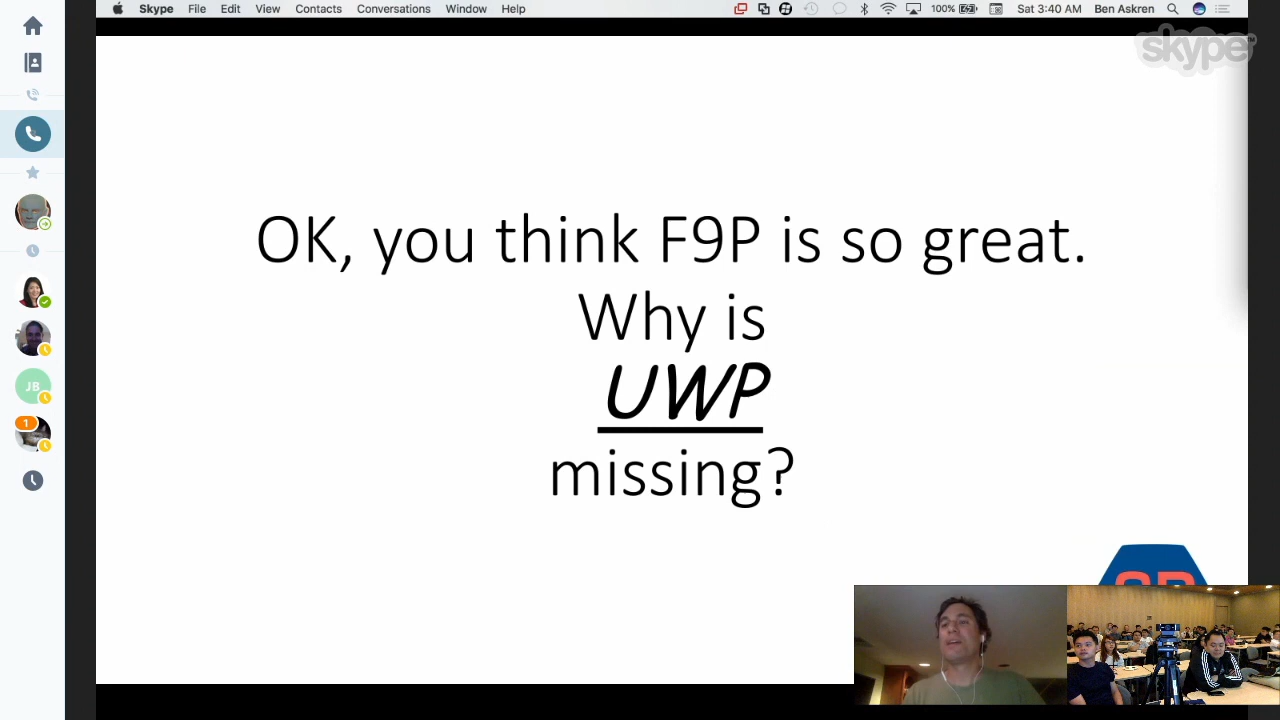 Skype File Edit View Contacts Conversations Window Help 100% Sat 3:40 AM Ben Askren
skype™
OK, you think F9P is so great.
Why is
UWP
missing?
JB
1